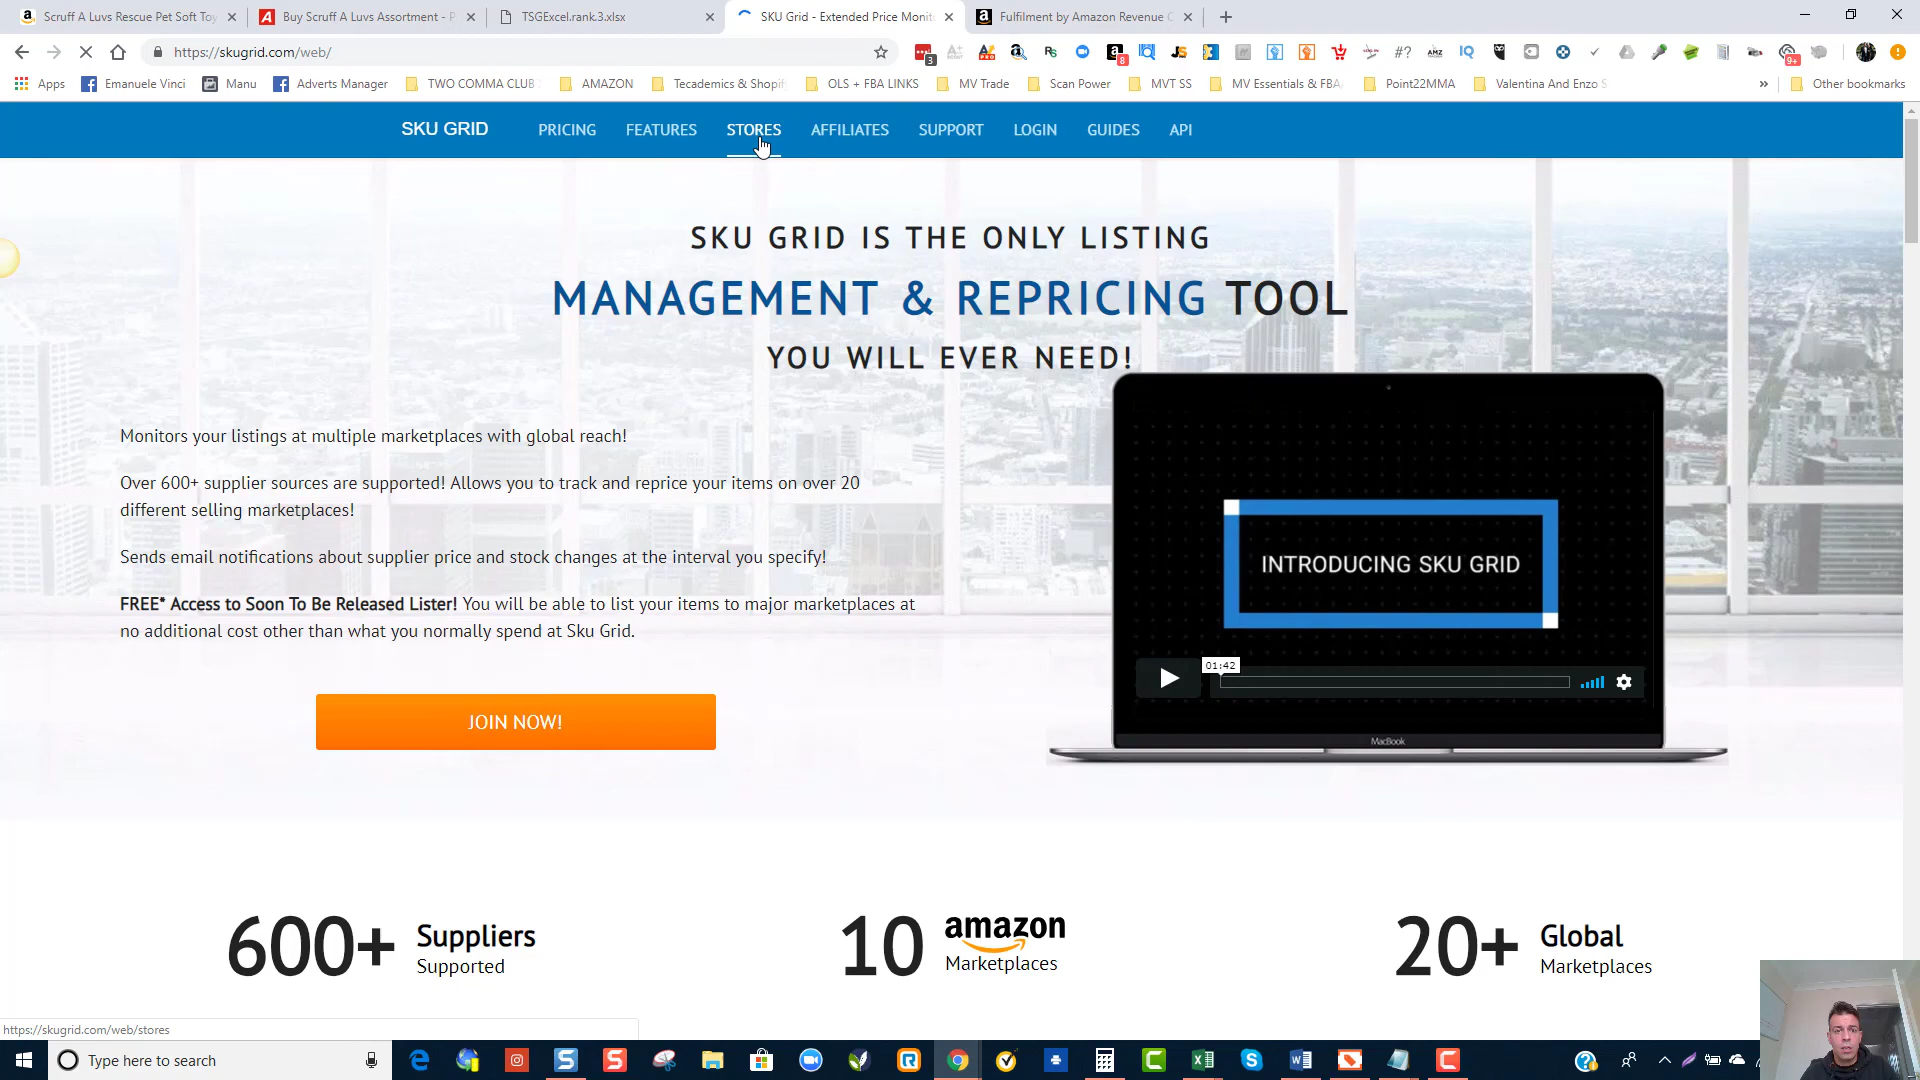 Scruff A Luvs Rescue Pet Soft Toy
Buy Scruff A Luvs Assortment - P
TSGExcel.rank.3.xlsx
SKU Grid - Extended Price Monit
Fulfilment by Amazon Revenue C
https://skugrid.com/web/
Apps
Emanuele Vinci
Manu
Adverts Manager
TWO COMMA CLUB
AMAZON
Tecademics & Shopif
OLS + FBA LINKS
MV Trade
Scan Power
MVT SS
MV Essentials & FBA
Point22MMA
Valentina And Enzo S
Other bookmarks
SKU GRID
PRICING
FEATURES
STORES
AFFILIATES
SUPPORT
LOGIN
GUIDES
API
SKU GRID IS THE ONLY LISTING
MANAGEMENT & REPRICING TOOL
YOU WILL EVER NEED!
Monitors your listings at multiple marketplaces with global reach!
Over 600+ supplier sources are supported! Allows you to track and reprice your items on over 20
different selling marketplaces!
Sends email notifications about supplier price and stock changes at the interval you specify!
FREE* Access to Soon To Be Released Lister! You will be able to list your items to major marketplaces at
no additional cost other than what you normally spend at Sku Grid.
JOIN NOW!
INTRODUCING SKU GRID
01:42
MacBook
600+ Suppliers
Supported
10 amazon
Marketplaces
20+ Global
Marketplaces
https://skugrid.com/web/stores
Type here to search